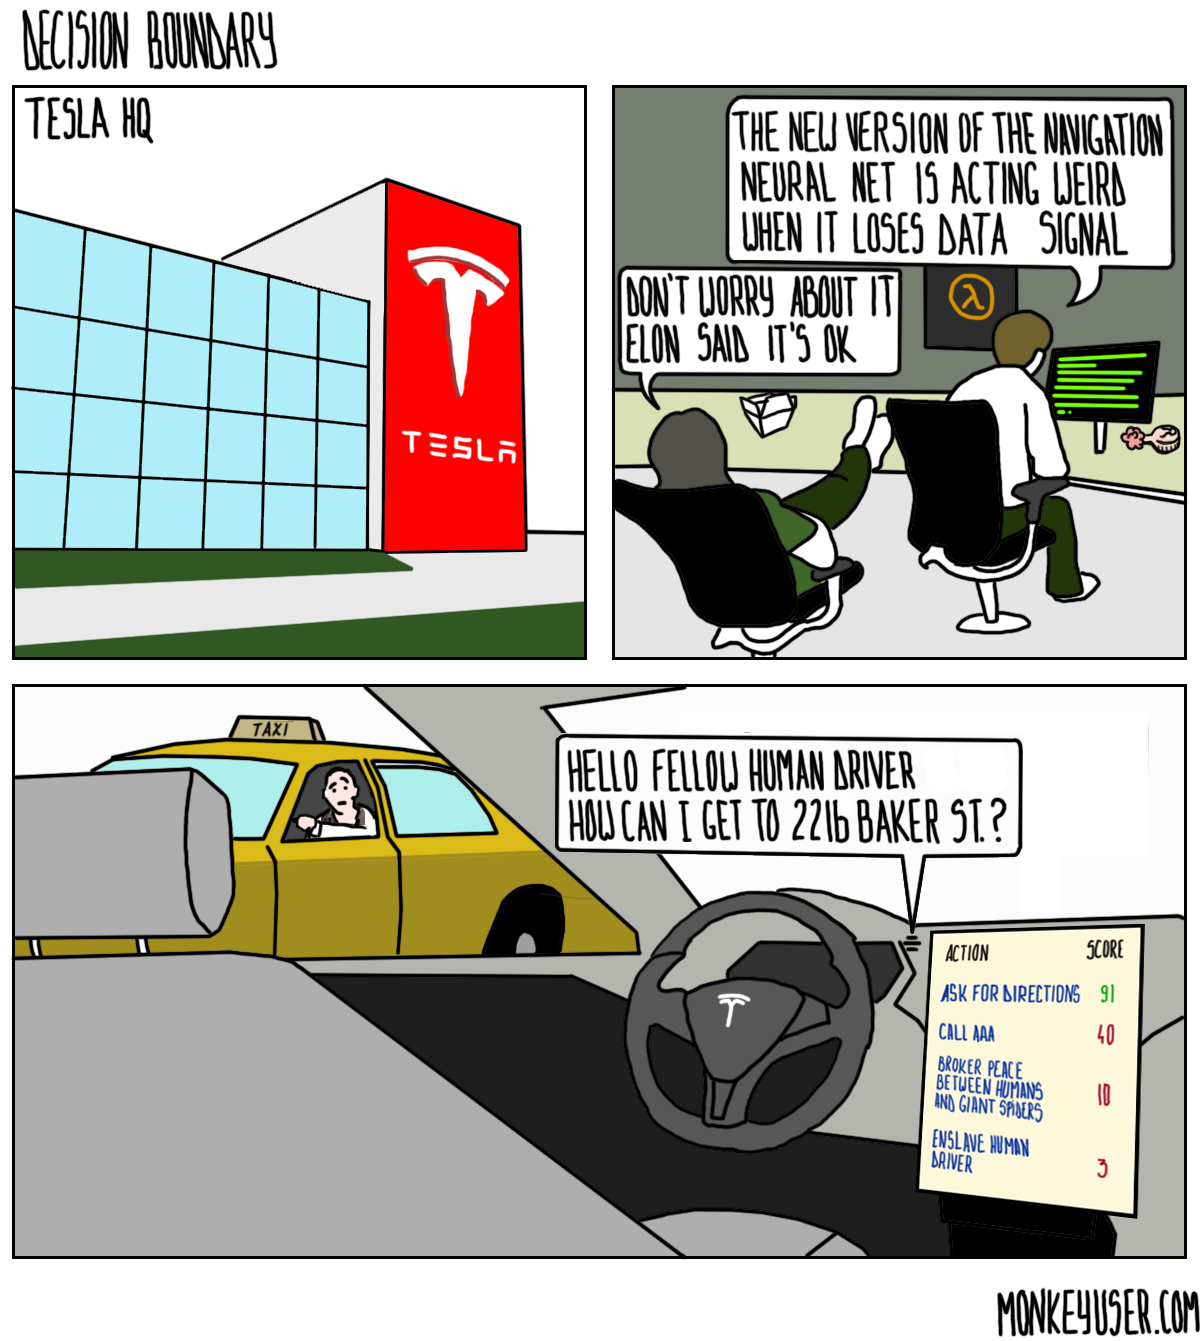 DECISION BOUNDARY
TESLA HQ
TESLA
THE NEW VERSION OF THE NAVIGATION
NEURAL NET IS ACTING WEIRD
WHEN IT LOSES DATA SIGNAL
DON'T WORRY ABOUT IT
ELON SAID IT'S OK
λ
TAXI
HELLO FELLOW HUMAN DRIVER
HOW CAN I GET TO 221b BAKER ST.?
ACTION SCORE
ASK FOR DIRECTIONS 91
CALL AAA 40
BROKER PEACE
BETWEEN HUMANS 10
AND GIANT SPIDERS
ENSLAVE HUMAN
DRIVER 3
MONKEYUSER.COM